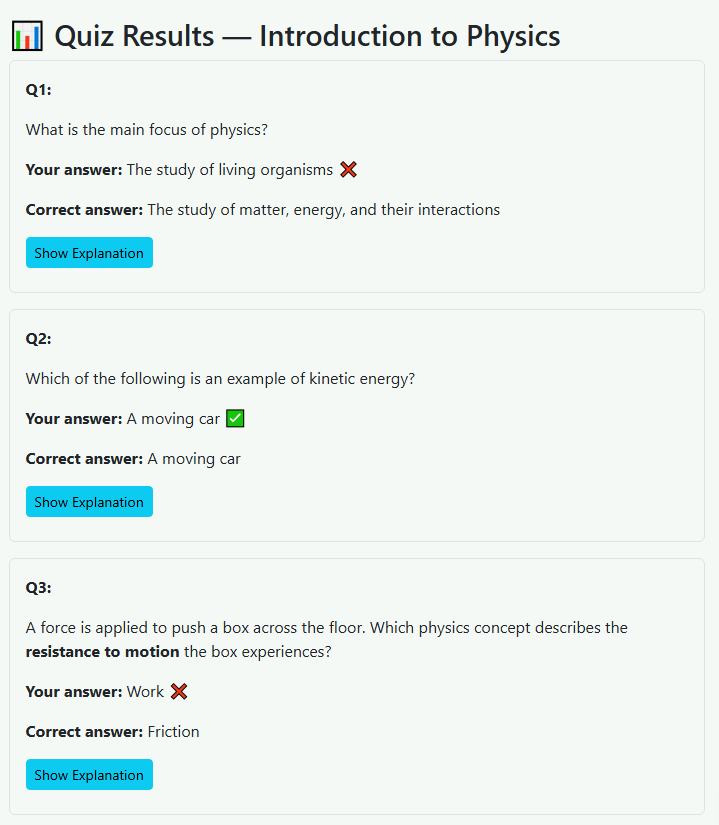 📊 Quiz Results — Introduction to Physics
Q1:
What is the main focus of physics?
Your answer: The study of living organisms ❌
Correct answer: The study of matter, energy, and their interactions
Show Explanation
Q2:
Which of the following is an example of kinetic energy?
Your answer: A moving car ✅
Correct answer: A moving car
Show Explanation
Q3:
A force is applied to push a box across the floor. Which physics concept describes the
resistance to motion the box experiences?
Your answer: Work ❌
Correct answer: Friction
Show Explanation